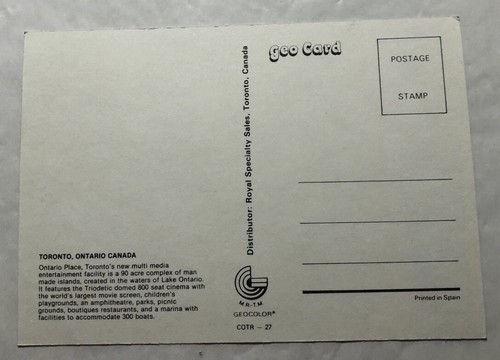 geo Card
POSTAGE
STAMP
Distributor: Royal Specialty Sales, Toronto, Canada
TORONTO, ONTARIO CANADA
Ontario Place, Toronto's new multi media
entertainment facility is a 90 acre complex of man
made islands, created in the waters of Lake Ontario.
It features the Triodetic domed 800 seat cinema with
the world's largest movie screen, children's
playgrounds, an amphitheatre, parks, picnic
grounds, boutiques restaurants, and a marina with
facilities to accommodate 300 boats.
M.R.-T.M.
GEOCOLOR®
COTR — 27
Printed in Spain